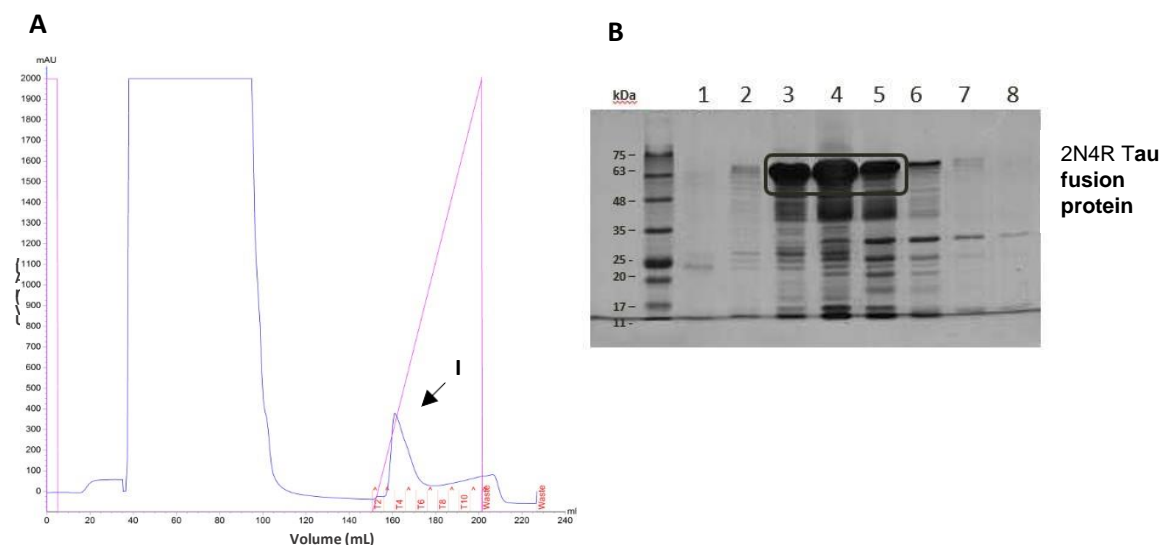 A
mAU
2000
1900
1800
1700
1600
1500
1400
1300
1200
1100
1000
900
800
700
600
500
400
300
200
100
0
I
T2
T4
T6
T8
T10
Waste
Waste
0
20
40
60
80
100
120
140
160
180
200
220
240
ml
Volume (mL)
B
kDa
1 2 3 4 5 6 7 8
75 –
63 –
48 –
35 –
25 –
20 –
17 –
11 -
2N4R Tau
fusion
protein